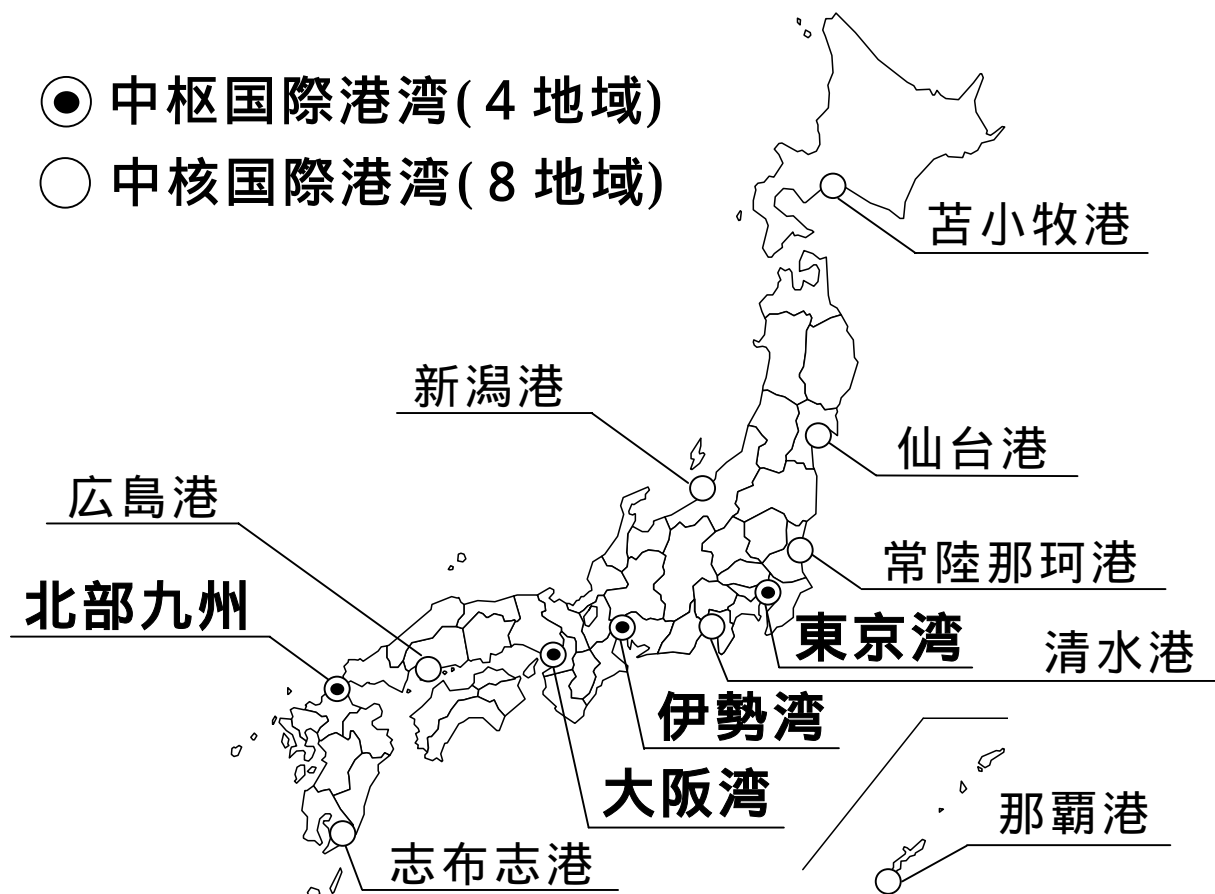 中枢国際港湾(4地域)
中核国際港湾(8地域)
苫小牧港
新潟港
仙台港
広島港
常陸那珂港
北部九州
東京湾
清水港
伊勢湾
大阪湾
那覇港
志布志港